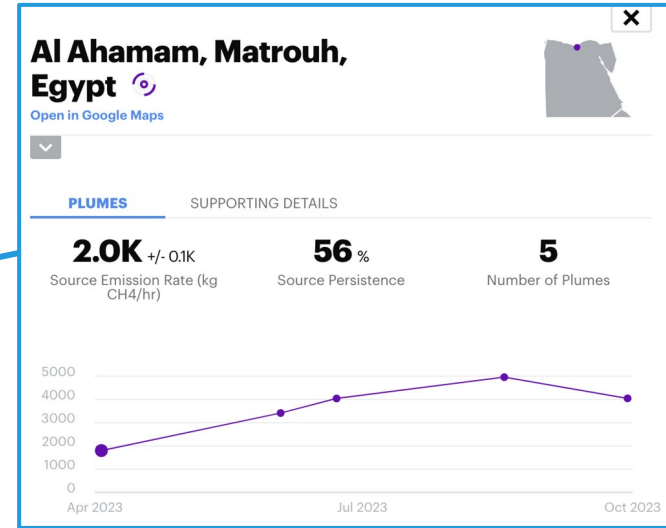 Al Ahamam, Matrouh,
Egypt
Open in Google Maps
PLUMES SUPPORTING DETAILS
2.0K +/- 0.1K 56 % 5
Source Emission Rate (kg Source Persistence Number of Plumes
CH4/hr)
5000
4000
3000
2000
1000
0
Apr 2023 Jul 2023 Oct 2023